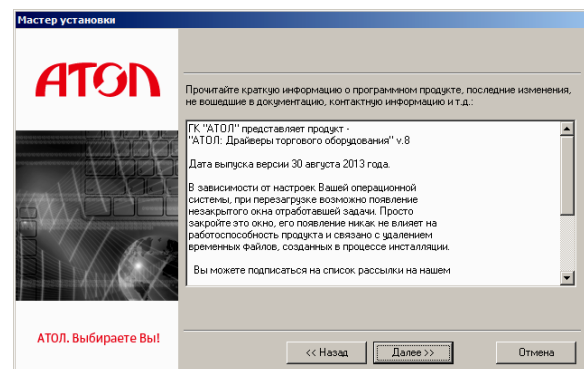 Мастер установки
АТОЛ
Прочитайте краткую информацию о программном продукте, последние изменения,
не вошедшие в документацию, контактную информацию и т.д.:
ГК "АТОЛ" представляет продукт -
"АТОЛ: Драйверы торгового оборудования" v.8
Дата выпуска версии 30 августа 2013 года.
В зависимости от настроек Вашей операционной
системы, при перезагрузке возможно появление
незакрытого окна отработавшей задачи. Просто
закройте это окно, его появление никак не влияет на
работоспособность продукта и связано с удалением
временных файлов, созданных в процессе инсталляции.
Вы можете подписаться на список рассылки на нашем
АТОЛ. Выбираете Вы!
<< Назад
Далее >>
Отмена